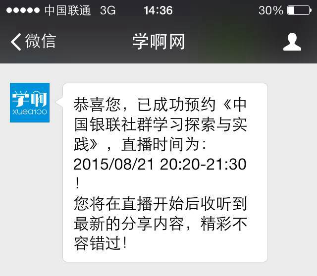 中国联通 3G 14:36 30%
微信 学啊网
学啊
xueaaa
恭喜您，已成功预约《中
国银联社群学习探索与实
践》，直播时间为：
2015/08/21 20:20-21:30
！
您将在直播开始后收听到
最新的分享内容，精彩不
容错过！